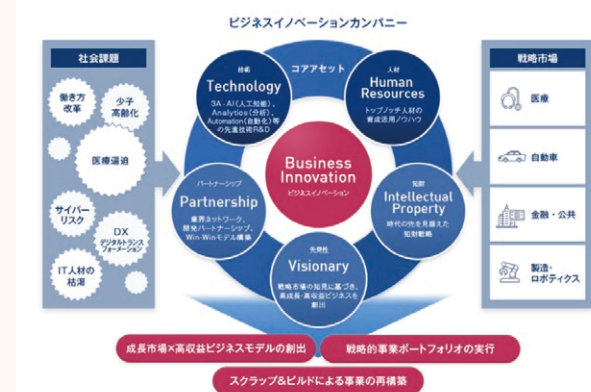 ビジネスイノベーションカンパニー
社会課題
働き方
改革
少子
高齢化
医療逼迫
サイバー
リスク
DX
デジタルトランス
フォーメーション
IT人材の
枯渇
コアアセット
技術
Technology
3A・AI(人工知能)、
Analytics(分析)、
Automation(自動化)等
の先進技術R&D
人材
Human
Resources
トップノッチ人材の
育成活用ノウハウ
Business
Innovation
ビジネスイノベーション
パートナーシップ
Partnership
業界ネットワーク、
開発パートナーシップ、
Win-Winモデル構築
知財
Intellectual
Property
時代の先を見据えた
知財戦略
先見性
Visionary
戦略市場の知見に基づき、
高成長・高収益ビジネスを
創出
戦略市場
医療
自動車
金融・公共
製造・
ロボティクス
成長市場×高収益ビジネスモデルの創出
戦略的事業ポートフォリオの実行
スクラップ&ビルドによる事業の再構築